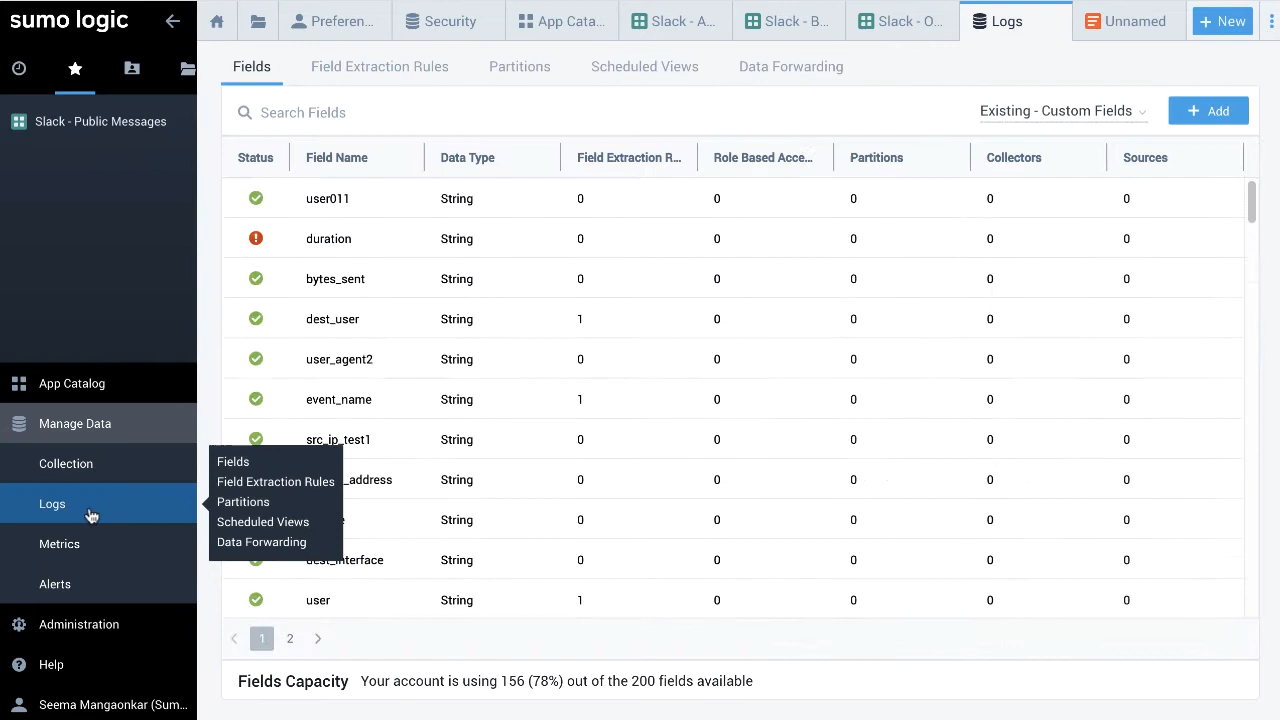 sumo logic
Preferen...
Security
App Cata...
Slack - A...
Slack - B...
Slack - O...
Logs
Unnamed
+ New
Slack - Public Messages
App Catalog
Manage Data
Collection
Logs
Metrics
Alerts
Administration
Help
Seema Mangaonkar (Sum...
Fields
Field Extraction Rules
Partitions
Scheduled Views
Data Forwarding
Fields Field Extraction Rules Partitions Scheduled Views Data Forwarding
Search Fields
Existing - Custom Fields
+ Add
Status Field Name Data Type Field Extraction R... Role Based Acce... Partitions Collectors Sources
user011 String 0 0 0 0 0
duration String 0 0 0 0 0
bytes_sent String 0 0 0 0 0
dest_user String 1 0 0 0 0
user_agent2 String 0 0 0 0 0
event_name String 1 0 0 0 0
src_ip_test1 String 0 0 0 0 0
_address String 0 0 0 0 0
String 0 0 0 0 0
dest_interface String 0 0 0 0 0
user String 1 0 0 0 0
1 2
Fields Capacity Your account is using 156 (78%) out of the 200 fields available